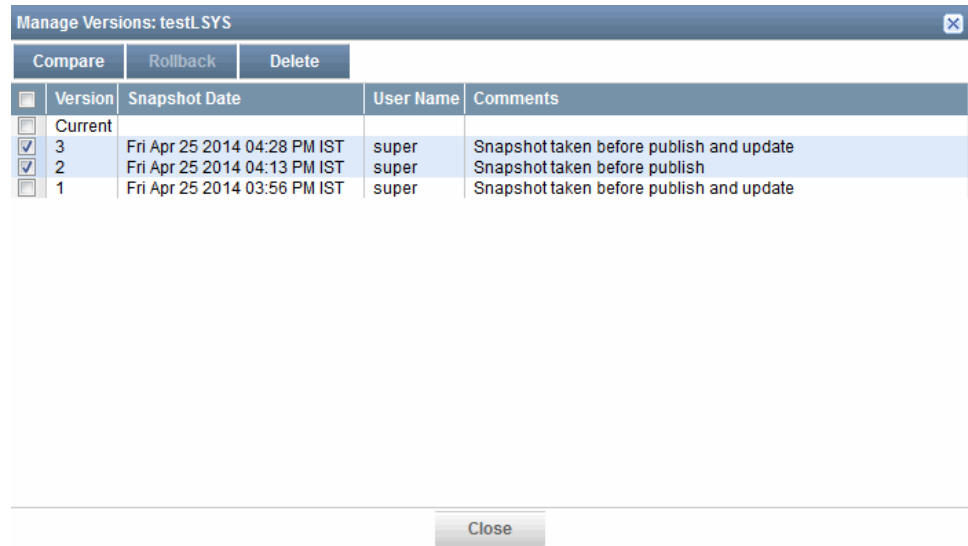 Manage Versions: testLSYS
Compare Rollback Delete
Version Snapshot Date User Name Comments
Current
3 Fri Apr 25 2014 04:28 PM IST super Snapshot taken before publish and update
2 Fri Apr 25 2014 04:13 PM IST super Snapshot taken before publish
1 Fri Apr 25 2014 03:56 PM IST super Snapshot taken before publish and update
Close